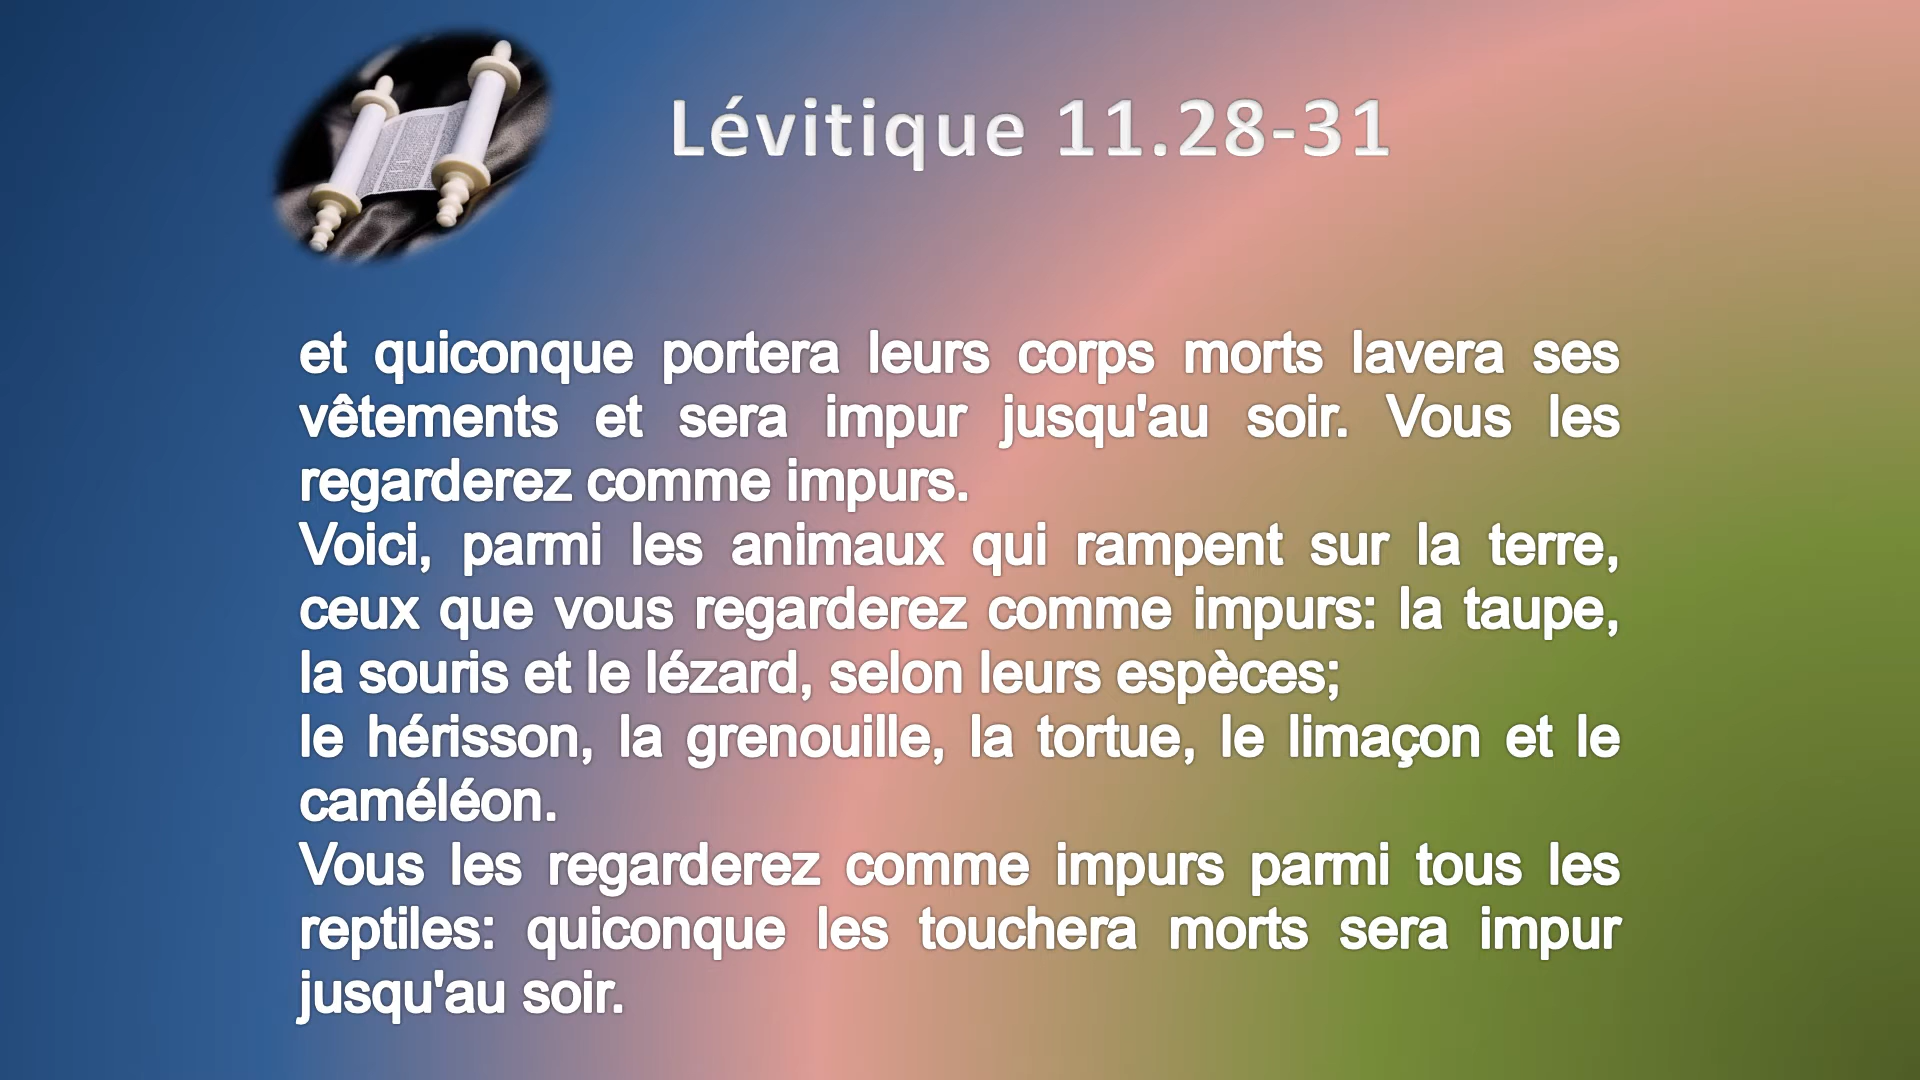 Lévitique 11.28-31
et quiconque portera leurs corps morts lavera ses
vêtements et sera impur jusqu'au soir. Vous les
regarderez comme impurs.
Voici, parmi les animaux qui rampent sur la terre,
ceux que vous regarderez comme impurs: la taupe,
la souris et le lézard, selon leurs espèces;
le hérisson, la grenouille, la tortue, le limaçon et le
caméléon.
Vous les regarderez comme impurs parmi tous les
reptiles: quiconque les touchera morts sera impur
jusqu'au soir.